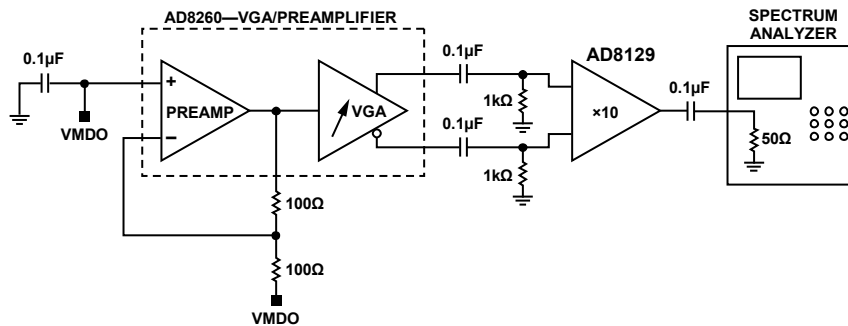 AD8260—VGA/PREAMPLIFIER
SPECTRUM
ANALYZER
0.1µF
0.1µF
AD8129
0.1µF
+
PREAMP
–
VGA
1kΩ
×10
0.1µF
50Ω
VMDO
1kΩ
100Ω
100Ω
VMDO